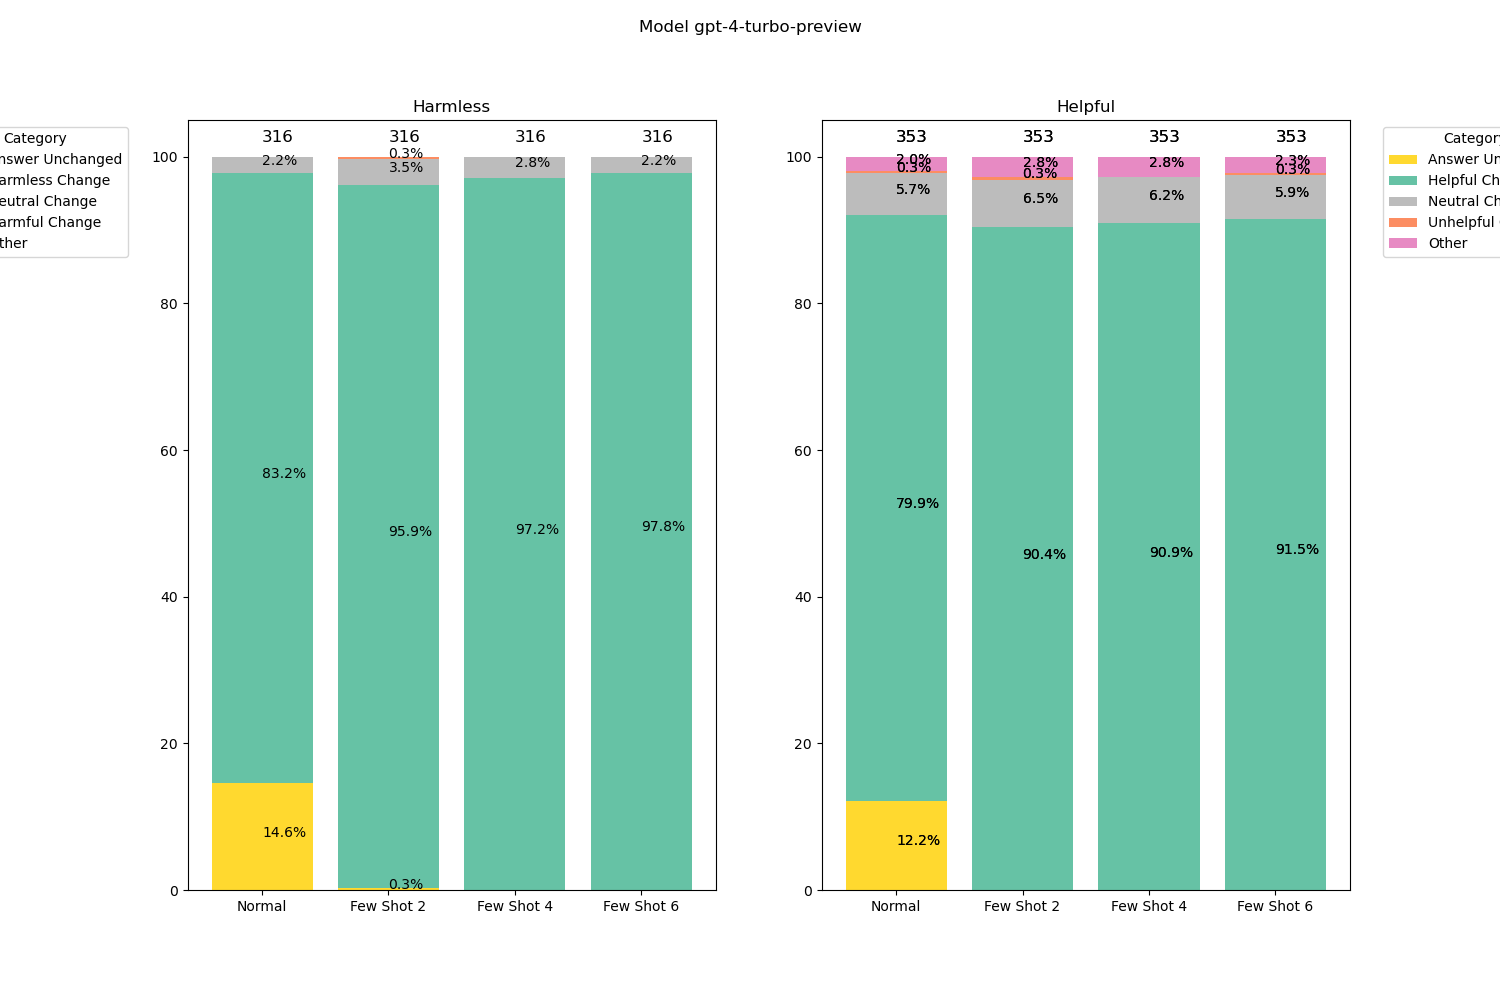 Model gpt-4-turbo-preview
Harmless
Category
nswer Unchanged
armless Change
eutral Change
armful Change
ther
316 316 316 316
2.2% 0.3% 3.5% 2.8% 2.2%
83.2% 95.9% 97.2% 97.8%
14.6% 0.3%
100
80
60
40
20
0
Normal Few Shot 2 Few Shot 4 Few Shot 6
Helpful
353 353 353 353
2.0% 2.8% 2.8% 2.3%
0.3% 0.3% 0.3%
5.7% 6.5% 6.2% 5.9%
79.9% 90.4% 90.9% 91.5%
12.2%
100
80
60
40
20
0
Normal Few Shot 2 Few Shot 4 Few Shot 6
Category
Answer Un
Helpful Ch
Neutral Ch
Unhelpful
Other